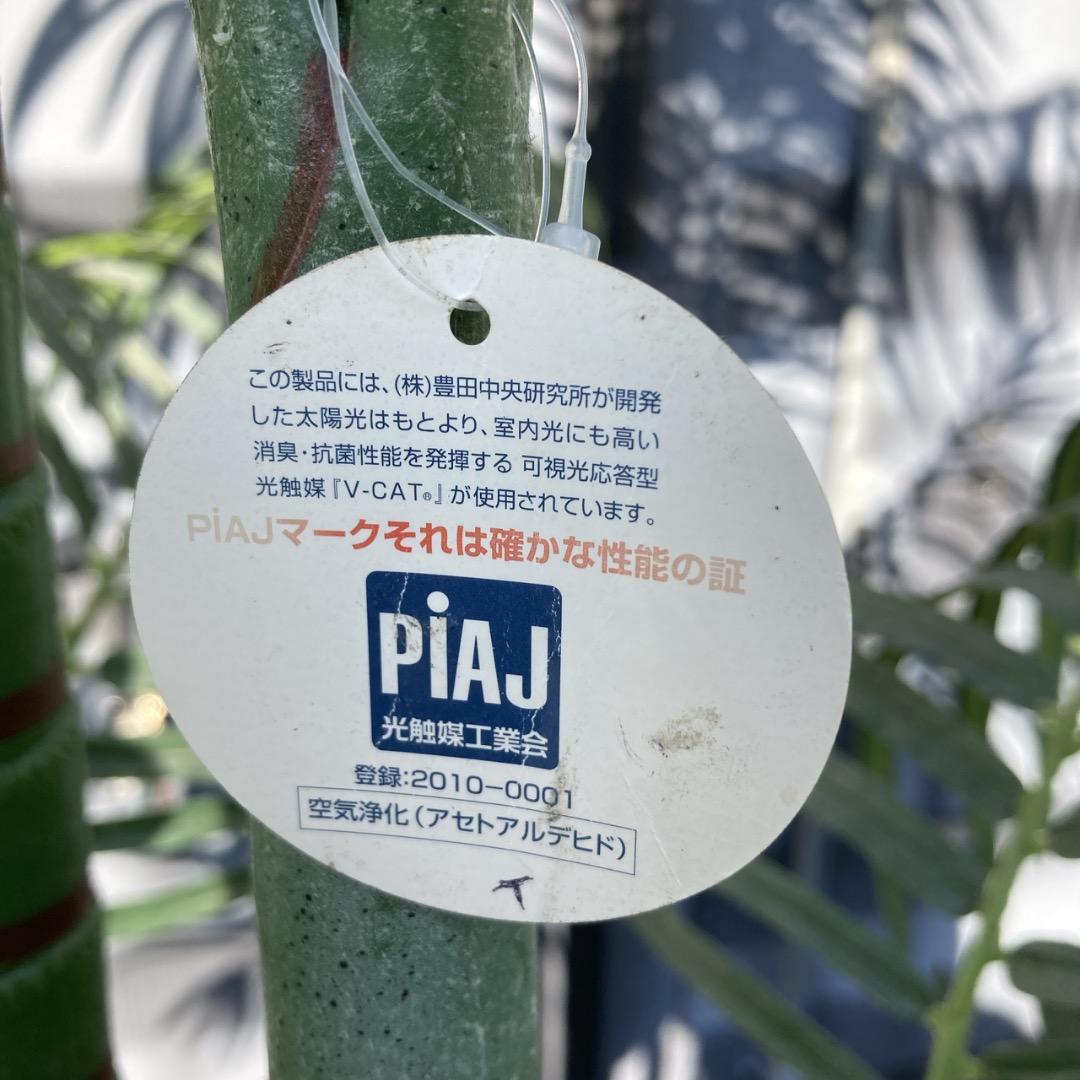 この製品には、(株)豊田中央研究所が開発
した太陽光はもとより、室内光にも高い
消臭・抗菌性能を発揮する 可視光応答型
光触媒『V-CAT®』が使用されています。
PiAJマークそれは確かな性能の証
PiAJ
光触媒工業会
登録:2010-0001
空気浄化(アセトアルデヒド)